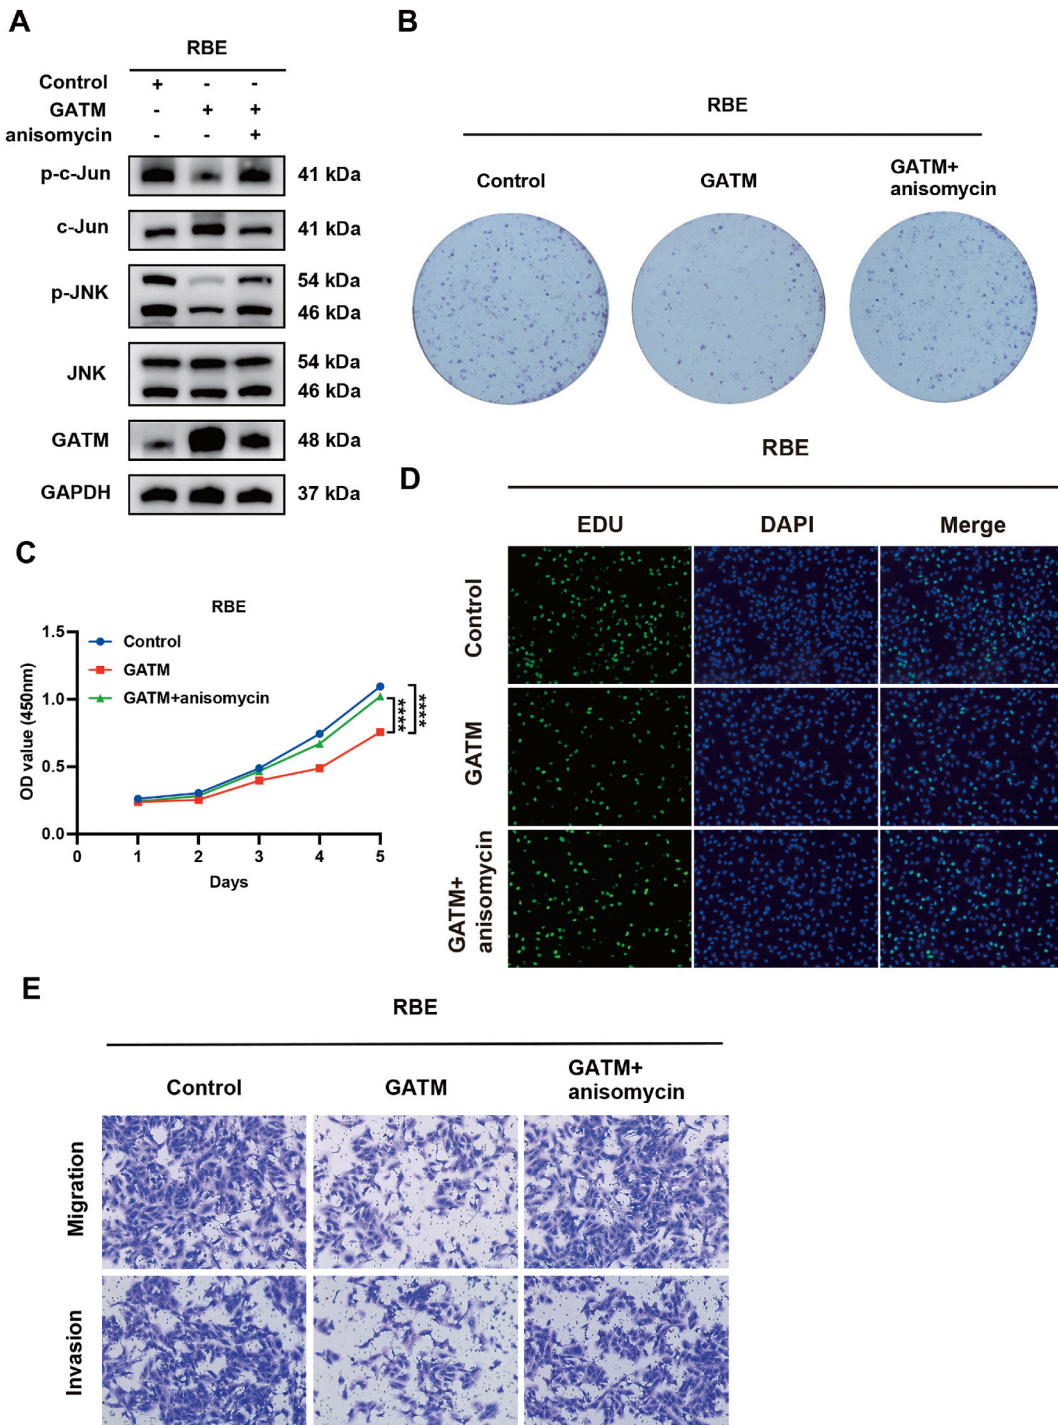 A
RBE
Control + - -
GATM - + +
anisomycin - - +
p-c-Jun 41 kDa
c-Jun 41 kDa
p-JNK 54 kDa
46 kDa
JNK 54 kDa
46 kDa
GATM 48 kDa
GAPDH 37 kDa
B
RBE
Control GATM GATM+
anisomycin
C
RBE
Control
GATM
GATM+anisomycin
OD value (450nm)
1.5
1.0
0.5
0.0
0 1 2 3 4 5
Days
****
****
D
RBE
EDU DAPI Merge
Control
GATM
GATM+
anisomycin
E
RBE
Control GATM GATM+
anisomycin
Migration
Invasion